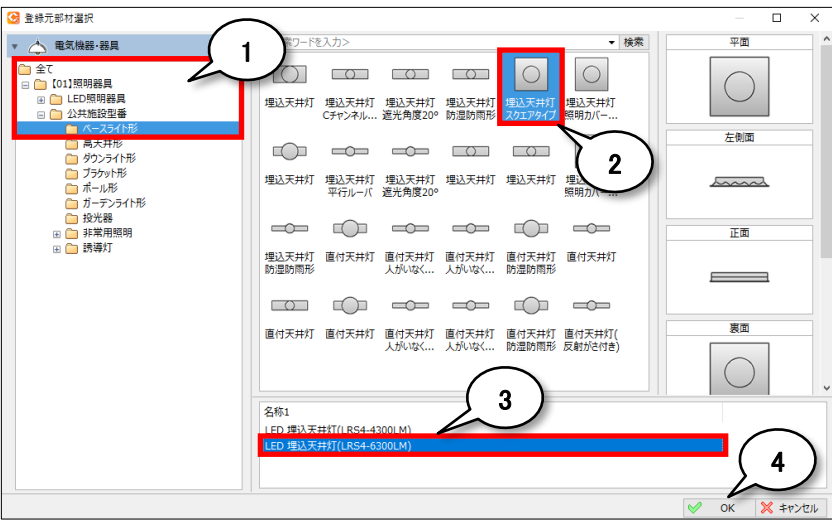 登録元部材選択
電気機器・器具
全て
【01】照明器具
LED照明器具
公共施設型番
ベースライト形
高天井形
ダウンライト形
ブラケット形
ポール形
ガーデンライト形
投光器
非常用照明
誘導灯
1
ワードを入力>
検索
埋込天井灯
埋込天井灯
Cチャンネル...
埋込天井灯
遮光角度20°
埋込天井灯
防湿防雨形
埋込天井灯
スクエアタイプ
埋込天井灯
照明カバー...
2
埋込天井灯
埋込天井灯
平行ルーバ
埋込天井灯
遮光角度20°
埋込天井灯
埋込天井灯
照明カバー...
埋込天井灯
防湿防雨形
直付天井灯
直付天井灯
人がいなく...
直付天井灯
人がいなく...
直付天井灯
防湿防雨形
直付天井灯
直付天井灯
直付天井灯
直付天井灯
人がいなく...
直付天井灯
人がいなく...
直付天井灯
防湿防雨形
直付天井灯(
反射がさ付き)
平面
左側面
正面
裏面
名称1
LED 埋込天井灯(LRS4-4300LM)
LED 埋込天井灯(LRS4-6300LM)
3
4
OK
キャンセル